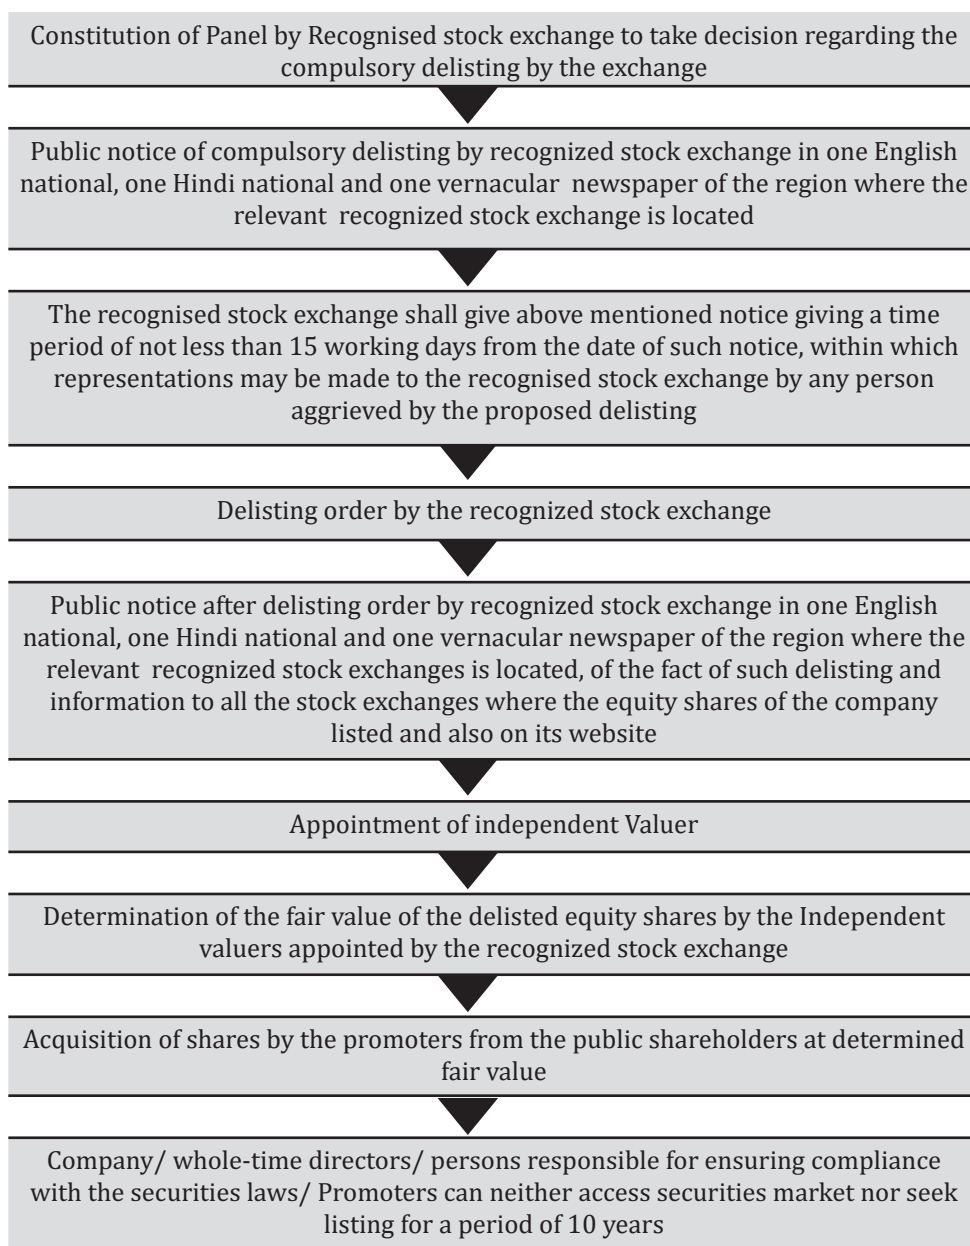 Constitution of Panel by Recognised stock exchange to take decision regarding the
compulsory delisting by the exchange
Public notice of compulsory delisting by recognized stock exchange in one English
national, one Hindi national and one vernacular newspaper of the region where the
relevant recognized stock exchange is located
The recognised stock exchange shall give above mentioned notice giving a time
period of not less than 15 working days from the date of such notice, within which
representations may be made to the recognised stock exchange by any person
aggrieved by the proposed delisting
Delisting order by the recognized stock exchange
Public notice after delisting order by recognized stock exchange in one English
national, one Hindi national and one vernacular newspaper of the region where the
relevant recognized stock exchanges is located, of the fact of such delisting and
information to all the stock exchanges where the equity shares of the company
listed and also on its website
Appointment of independent Valuer
Determination of the fair value of the delisted equity shares by the Independent
valuers appointed by the recognized stock exchange
Acquisition of shares by the promoters from the public shareholders at determined
fair value
Company/ whole-time directors/ persons responsible for ensuring compliance
with the securities laws/ Promoters can neither access securities market nor seek
listing for a period of 10 years